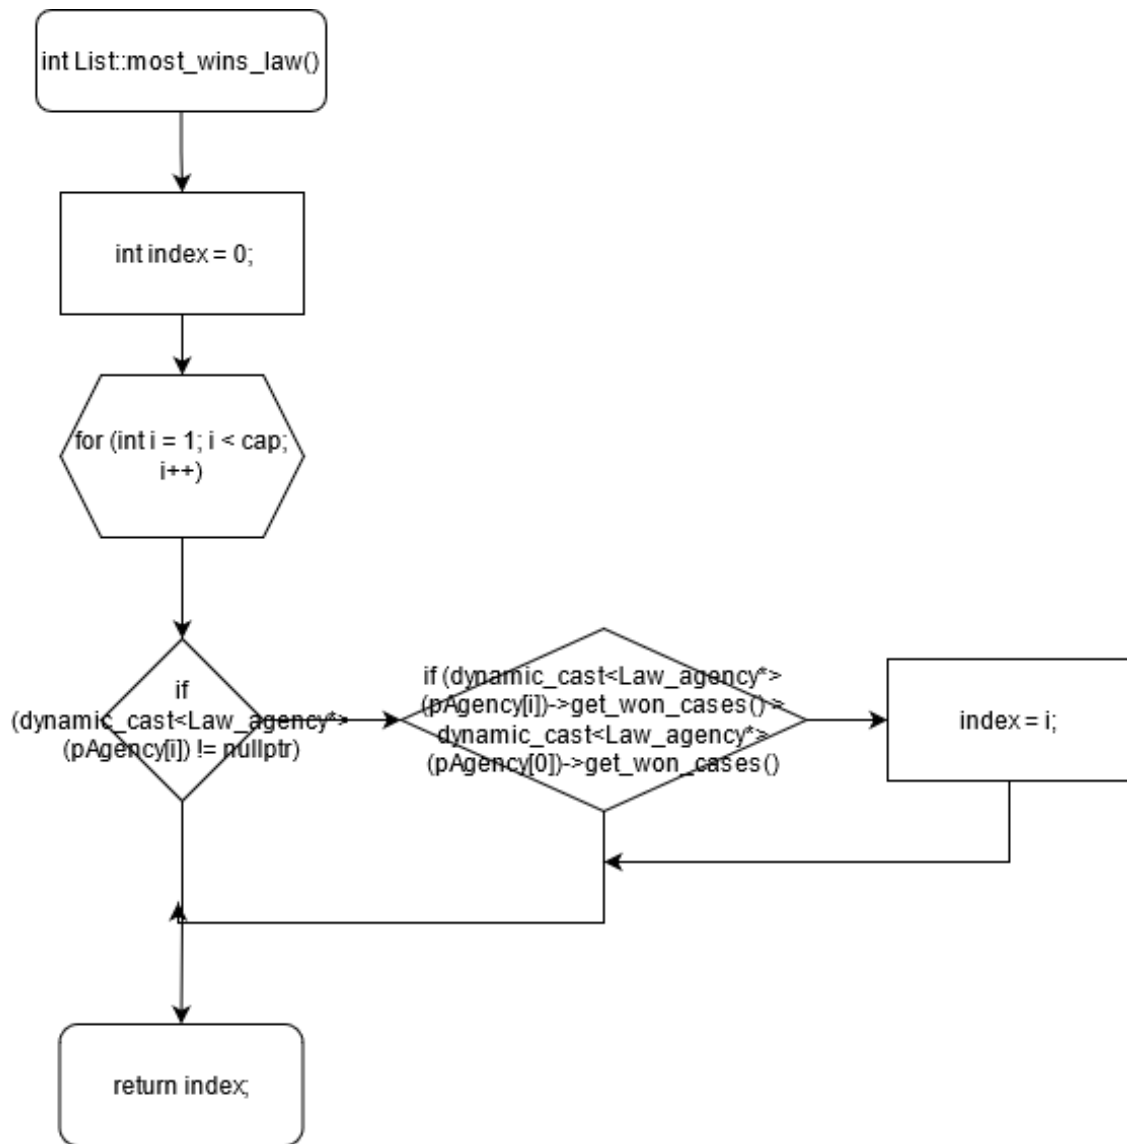 int List::most_wins_law()
int index = 0;
for (int i = 1; i < cap;
i++)
if
(dynamic_cast<Law_agency*>
(pAgency[i]) != nullptr)
if (dynamic_cast<Law_agency*>
(pAgency[i])->get_won_cases() >
dynamic_cast<Law_agency*>
(pAgency[0])->get_won_cases()
index = i;
return index;